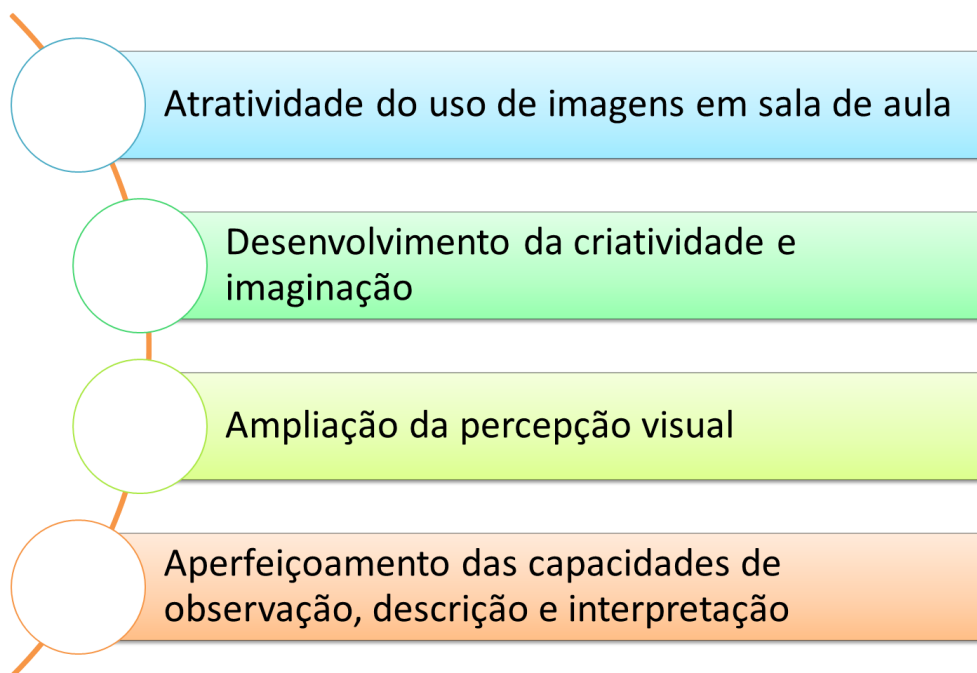 Atratividade do uso de imagens em sala de aula
Desenvolvimento da criatividade e
imaginação
Ampliação da percepção visual
Aperfeiçoamento das capacidades de
observação, descrição e interpretação